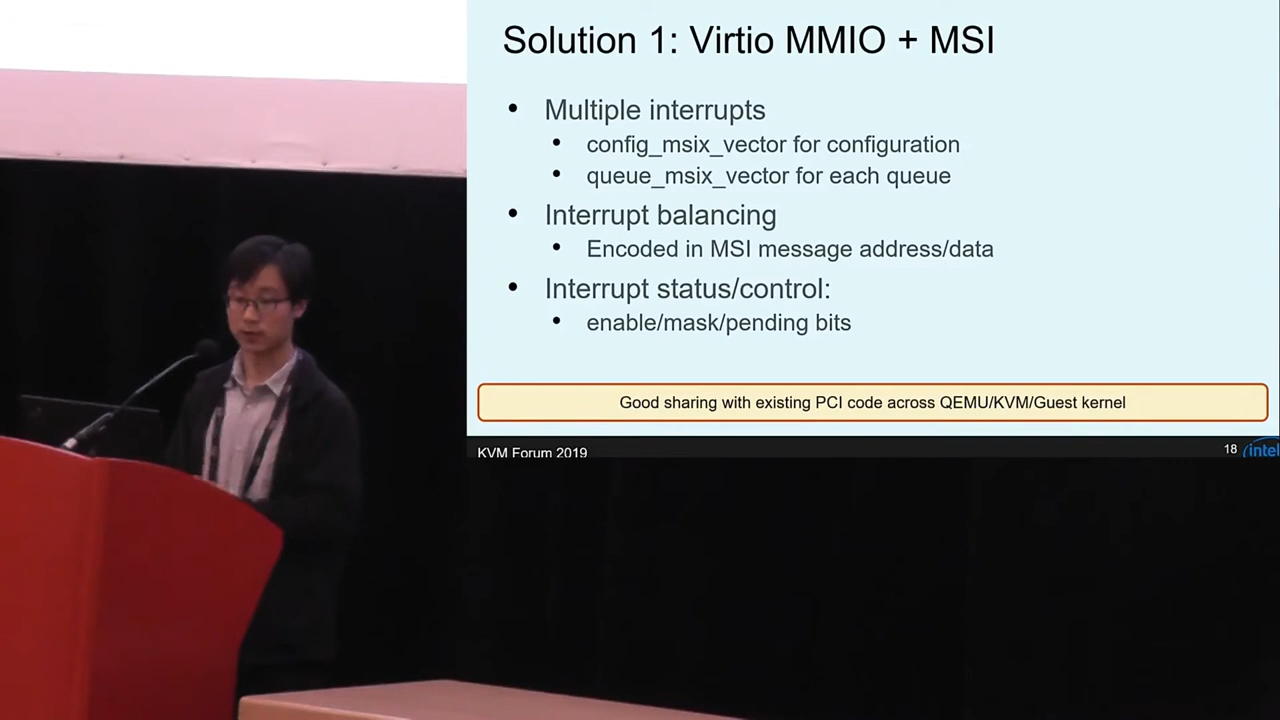 Solution 1: Virtio MMIO + MSI
• Multiple interrupts
• config_msix_vector for configuration
• queue_msix_vector for each queue
• Interrupt balancing
• Encoded in MSI message address/data
• Interrupt status/control:
• enable/mask/pending bits
Good sharing with existing PCI code across QEMU/KVM/Guest kernel
KVM Forum 2019
18
intel